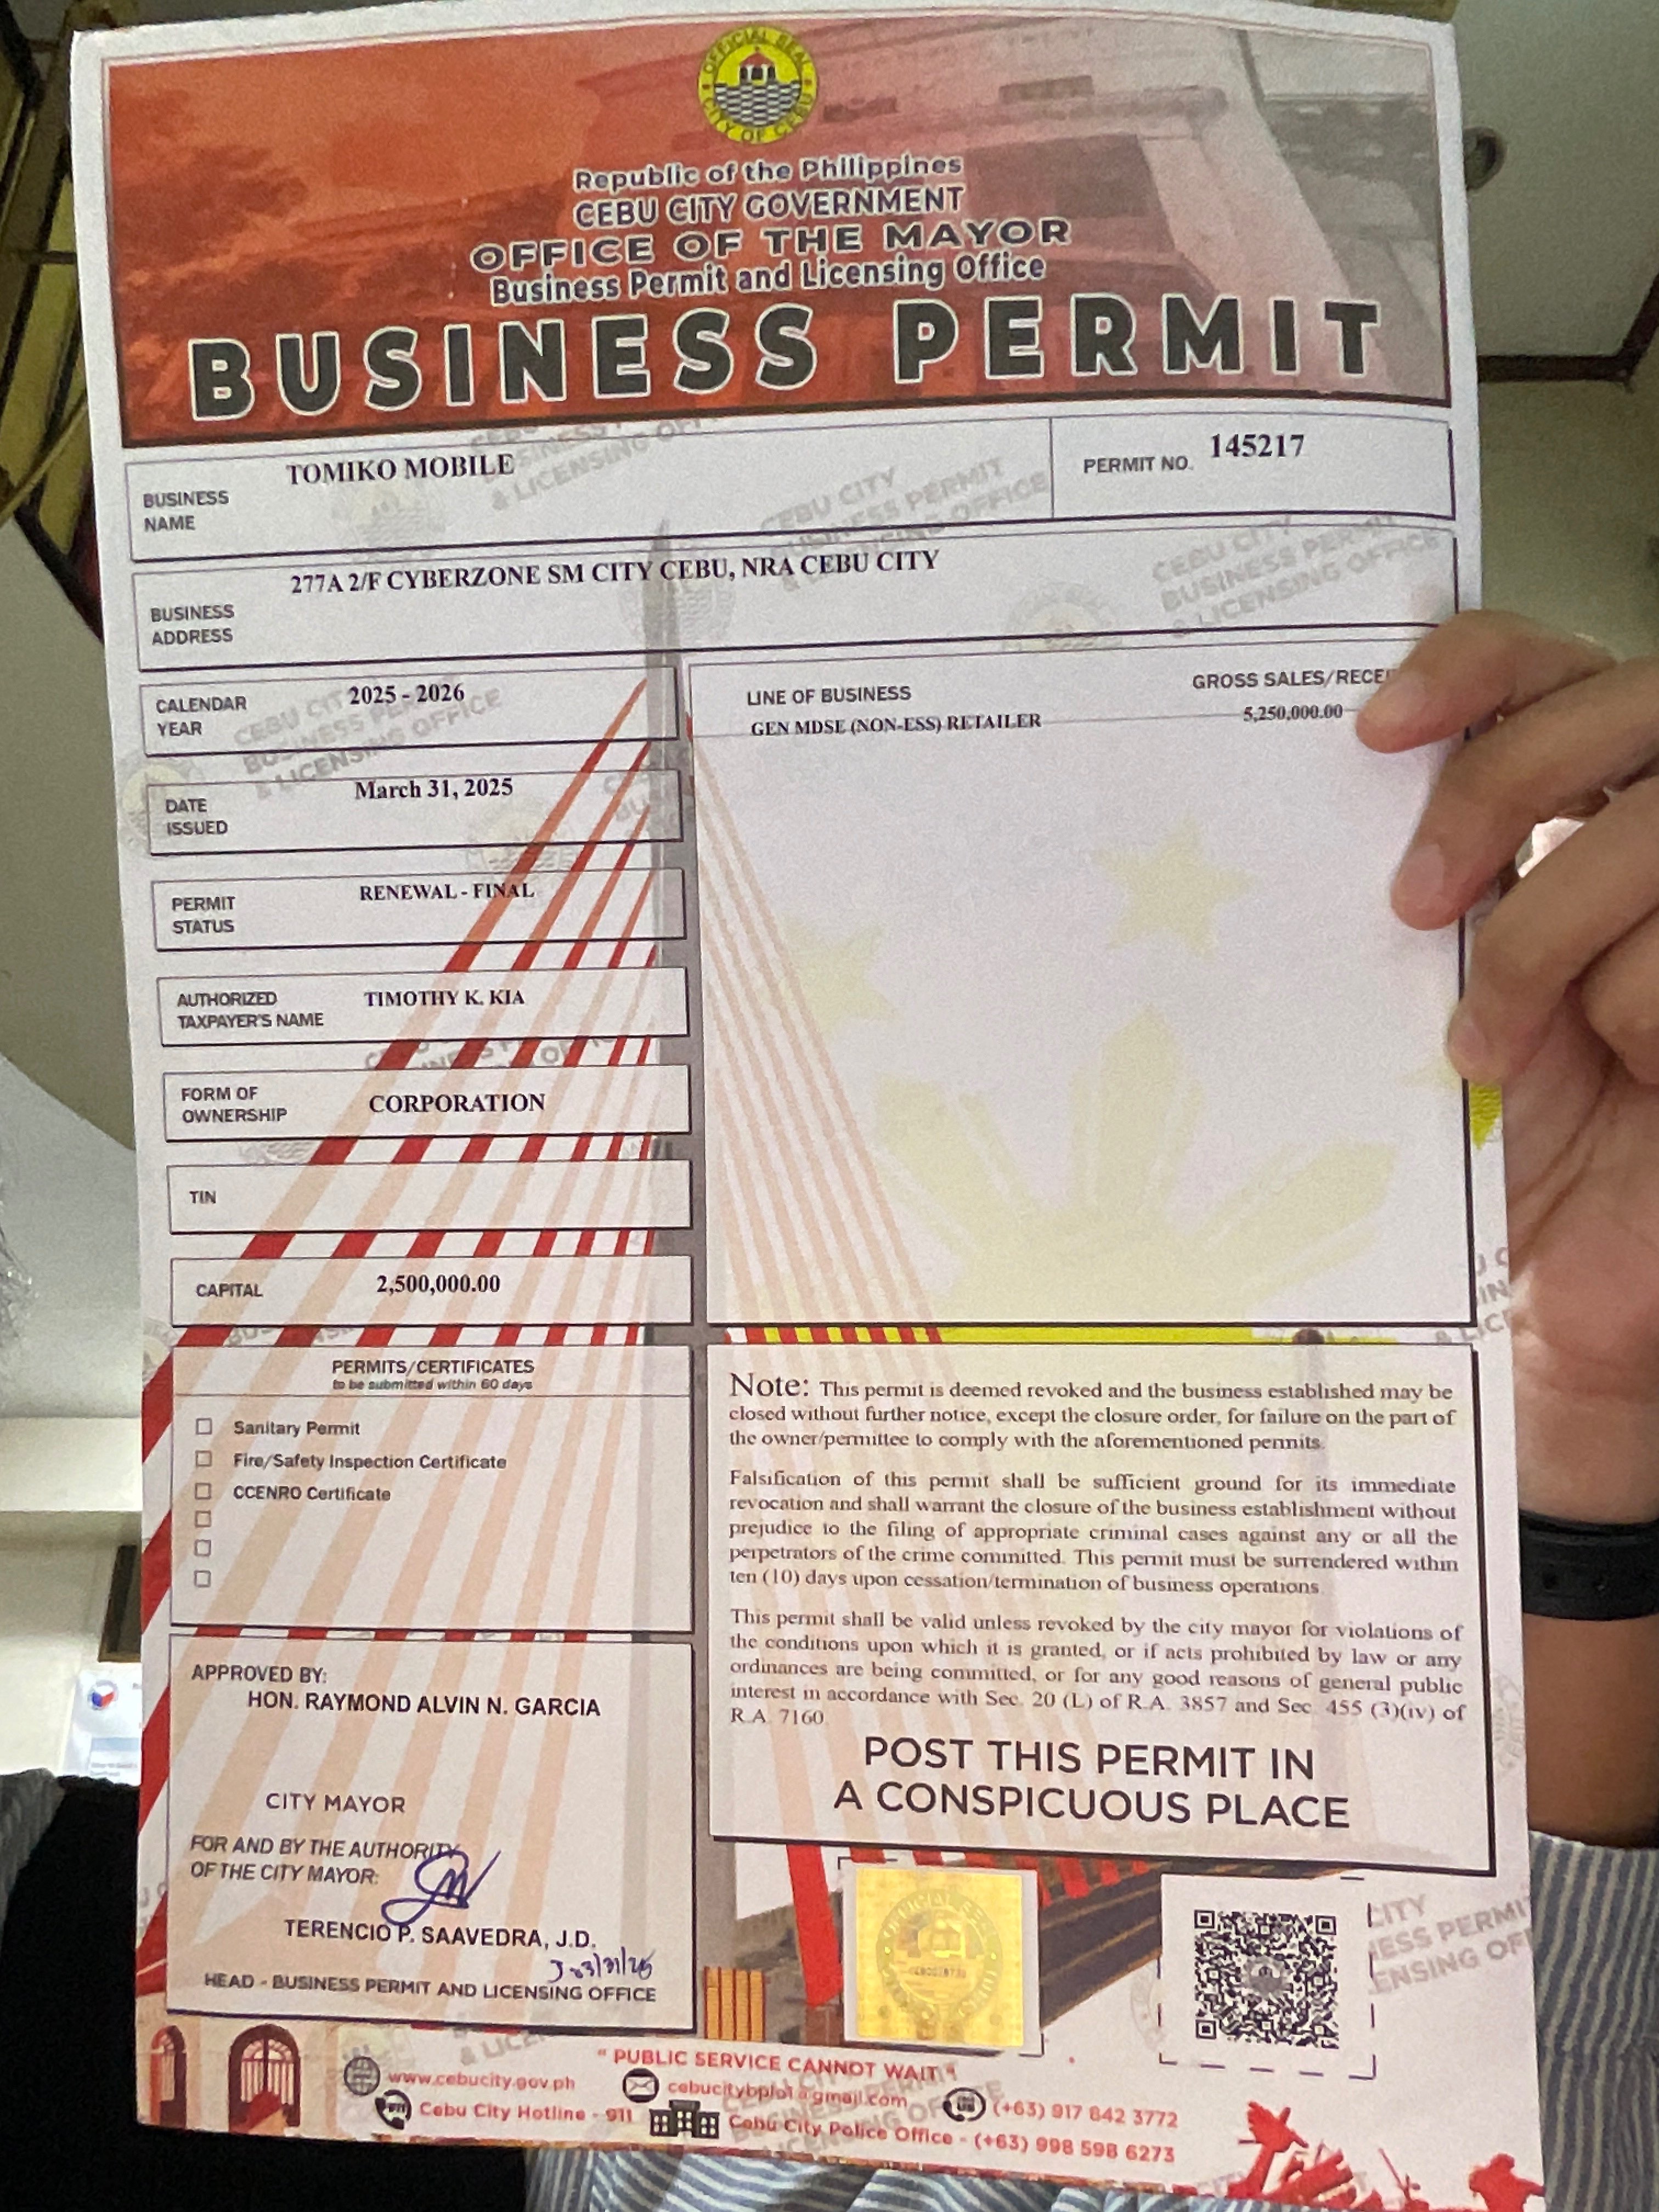 OFFICIAL SEAL
CITY OF CEBU
Republic of the Philippines
CEBU CITY GOVERNMENT
OFFICE OF THE MAYOR
Business Permit and Licensing Office
BUSINESS PERMIT
BUSINESS NAME
TOMIKO MOBILE
PERMIT NO. 145217
BUSINESS ADDRESS
277A 2/F CYBERZONE SM CITY CEBU, NRA CEBU CITY
CALENDAR YEAR
2025 - 2026
DATE ISSUED
March 31, 2025
PERMIT STATUS
RENEWAL - FINAL
AUTHORIZED TAXPAYER'S NAME
TIMOTHY K. KIA
FORM OF OWNERSHIP
CORPORATION
TIN
CAPITAL
2,500,000.00
LINE OF BUSINESS
GROSS SALES/RECEI
GEN MDSE (NON-ESS) RETAILER
5,250,000.00
PERMITS/CERTIFICATES
to be submitted within 60 days
Sanitary Permit
Fire/Safety Inspection Certificate
CCENRO Certificate
Note: This permit is deemed revoked and the business established may be
closed without further notice, except the closure order, for failure on the part of
the owner/permittee to comply with the aforementioned permits.
Falsification of this permit shall be sufficient ground for its immediate
revocation and shall warrant the closure of the business establishment without
prejudice to the filing of appropriate criminal cases against any or all the
perpetrators of the crime committed. This permit must be surrendered within
ten (10) days upon cessation/termination of business operations.
This permit shall be valid unless revoked by the city mayor for violations of
the conditions upon which it is granted, or if acts prohibited by law or any
ordinances are being committed, or for any good reasons of general public
interest in accordance with Sec. 20 (L) of R.A. 3857 and Sec. 455 (3)(iv) of
R.A. 7160.
POST THIS PERMIT IN
A CONSPICUOUS PLACE
APPROVED BY:
HON. RAYMOND ALVIN N. GARCIA
CITY MAYOR
FOR AND BY THE AUTHORITY
OF THE CITY MAYOR:
TERENCIO P. SAAVEDRA, J.D.
HEAD - BUSINESS PERMIT AND LICENSING OFFICE
OFFICIAL SEAL
" PUBLIC SERVICE CANNOT WAIT "
www.cebucity.gov.ph
cebucitybplo1@gmail.com
(+63) 917 842 3772
Cebu City Hotline - 911
Cebu City Police Office - (+63) 998 598 6273
CEBU CITY
BUSINESS PERMIT
& LICENSING OFFICE